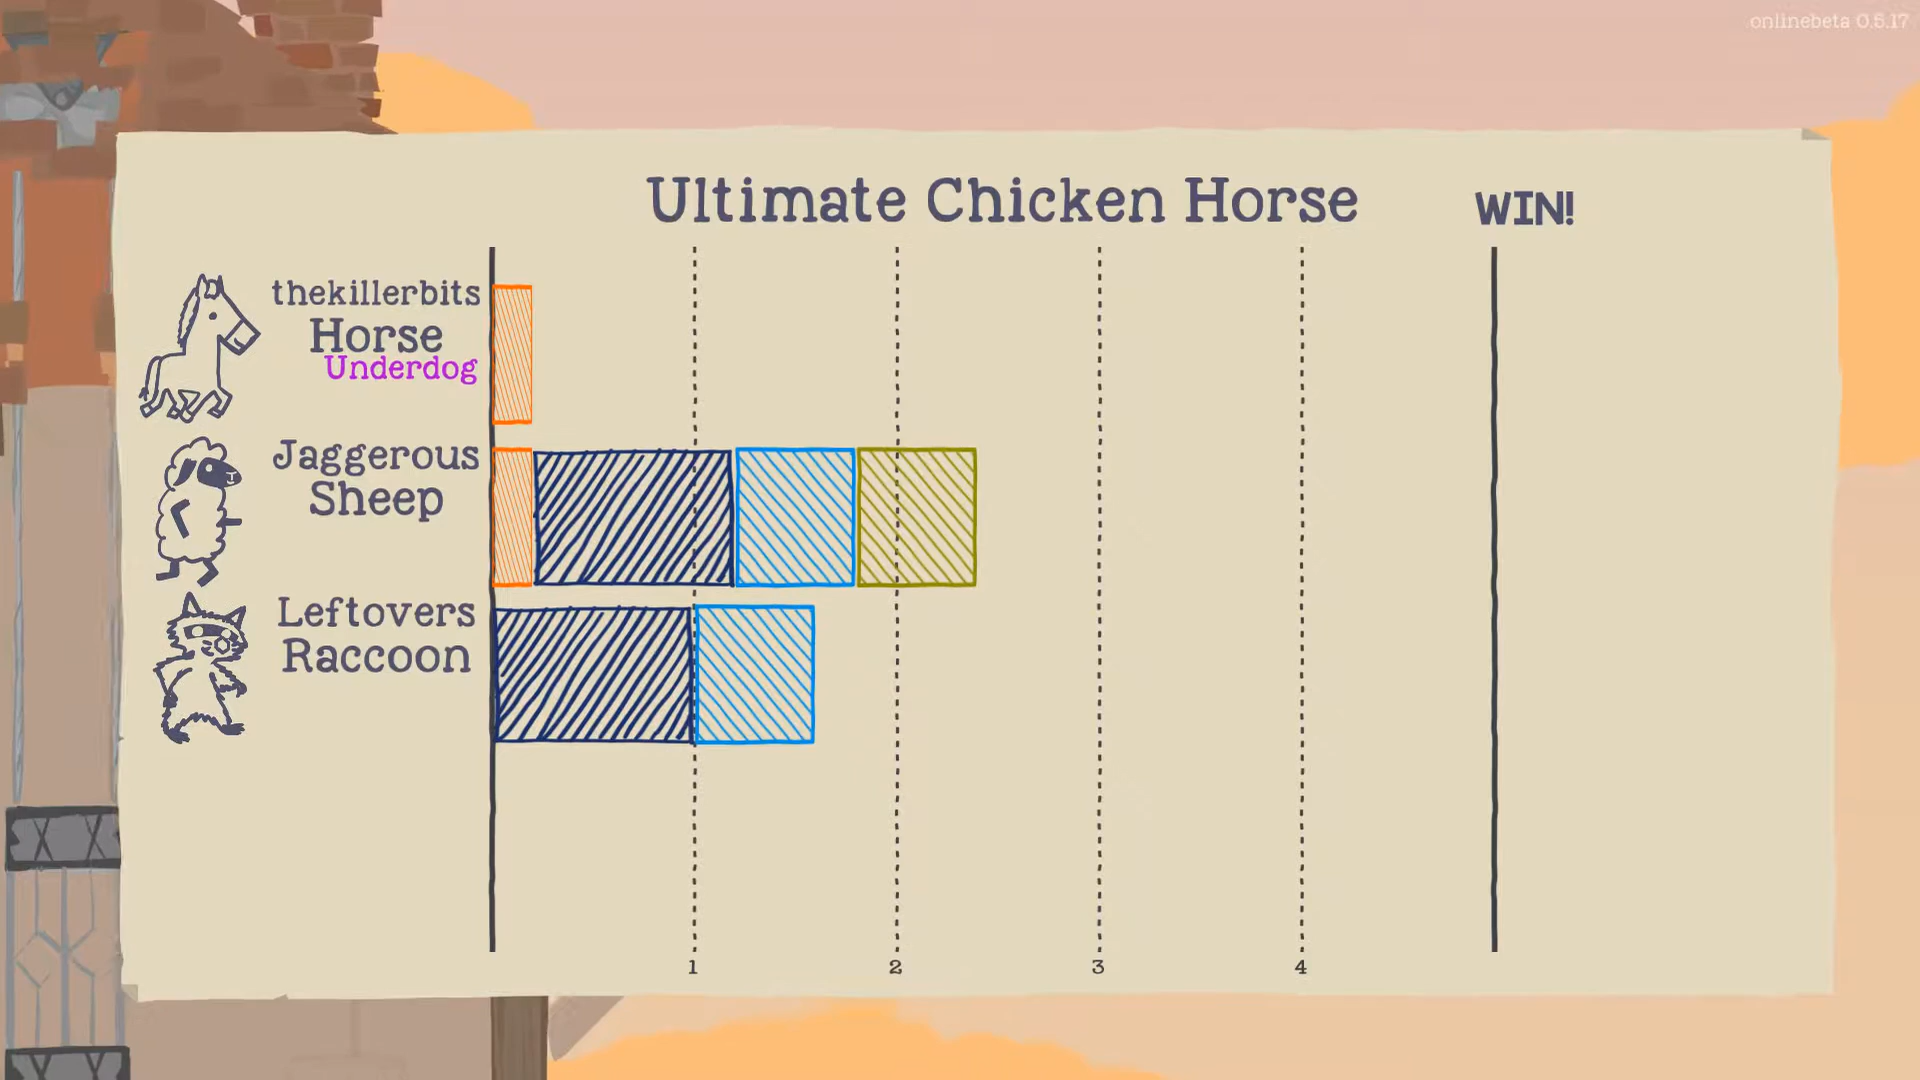 onlinebeta 0.5.17
Ultimate Chicken Horse
WIN!
thekillerbits
Horse
Underdog
Jaggerous
Sheep
Leftovers
Raccoon
1 2 3 4